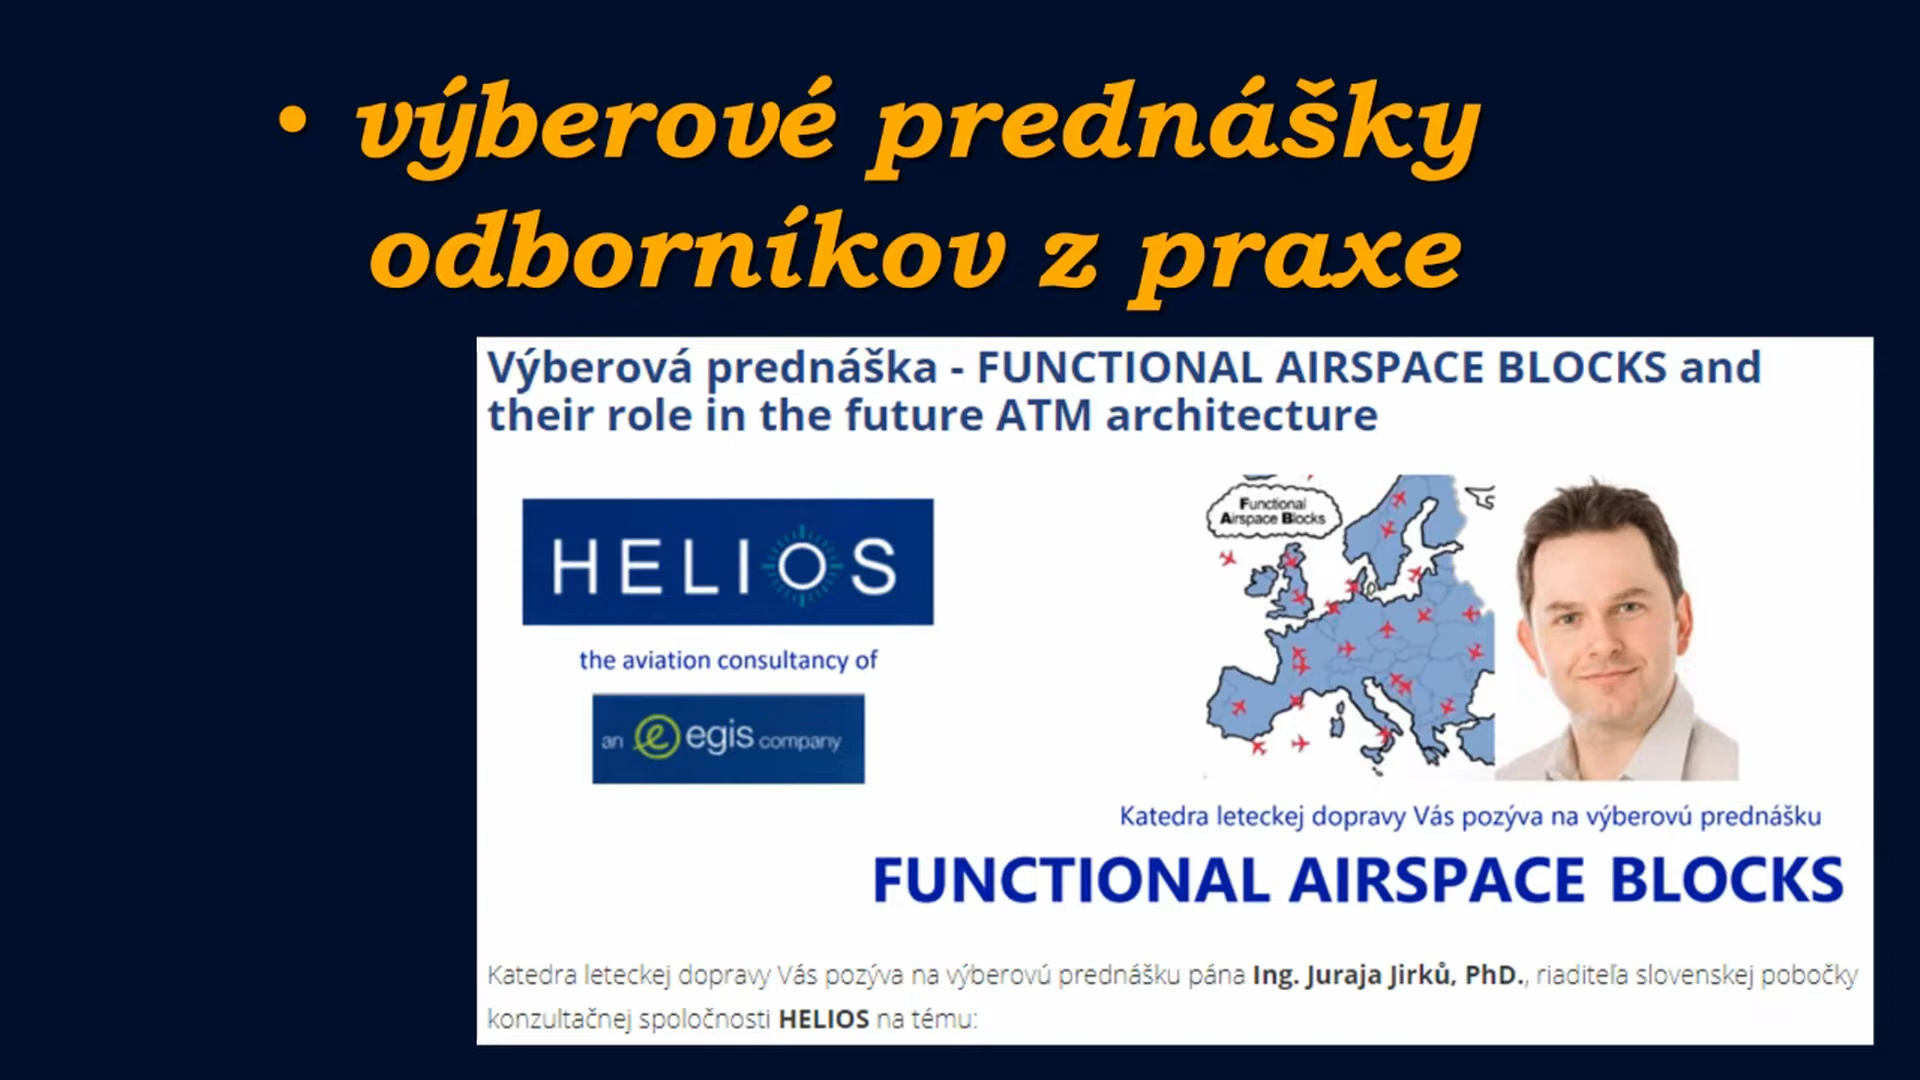 • výberové prednášky
odborníkov z praxe
Výberová prednáška - FUNCTIONAL AIRSPACE BLOCKS and
their role in the future ATM architecture
HELIOS
the aviation consultancy of
an egis company
Functional
Airspace Blocks
Katedra leteckej dopravy Vás pozýva na výberovú prednášku
FUNCTIONAL AIRSPACE BLOCKS
Katedra leteckej dopravy Vás pozýva na výberovú prednášku pána Ing. Juraja Jirků, PhD., riaditeľa slovenskej pobočky
konzultačnej spoločnosti HELIOS na tému: